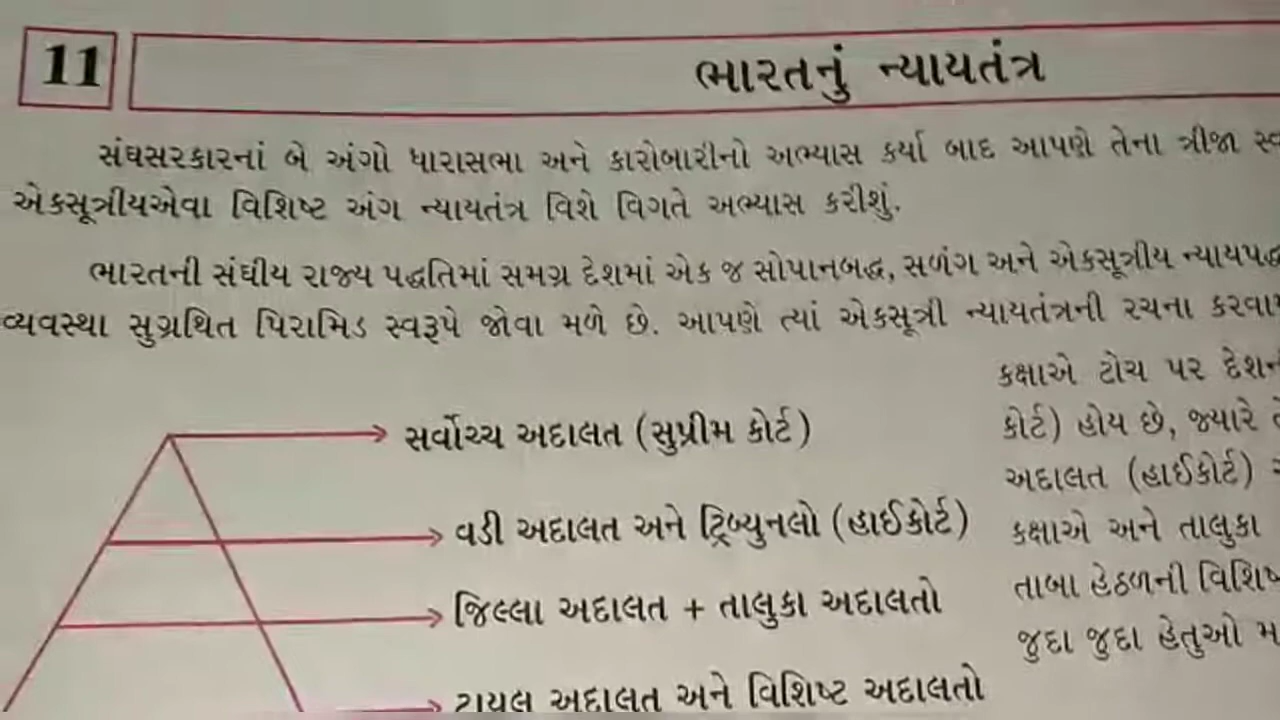 11
ભારતનું ન્યાયતંત્ર
સંઘસરકારનાં બે અંગો ધારાસભા અને કારોબારીનો અભ્યાસ કર્યા બાદ આપણે તેના ત્રીજા
એકસૂત્રીયએવા વિશિષ્ટ અંગ ન્યાયતંત્ર વિશે વિગતે અભ્યાસ કરીશું.
ભારતની સંઘીય રાજ્ય પદ્ધતિમાં સમગ્ર દેશમાં એક જ સોપાનબદ્ધ, સળંગ અને એકસૂત્રીય
વ્યવસ્થા સુગ્રથિત પિરામિડ સ્વરૂપે જોવા મળે છે. આપણે ત્યાં એકસૂત્રી ન્યાયતંત્રની રચના
સર્વોચ્ચ અદાલત (સુપ્રીમ કોર્ટ)
વડી અદાલત અને ટ્રિબ્યુનલો (હાઈકોર્ટ)
જિલ્લા અદાલત + તાલુકા અદાલતો
ટ્રાયલ અદાલત અને વિશિષ્ટ અદાલતો
કક્ષાએ ટોચ પર
કોર્ટ) હોય છે, જ્યારે
અદાલત (હાઈકોર્ટ)
કક્ષાએ અને તાલુકા
તાબા હેઠળની
જુદા જુદા હેતુઓ